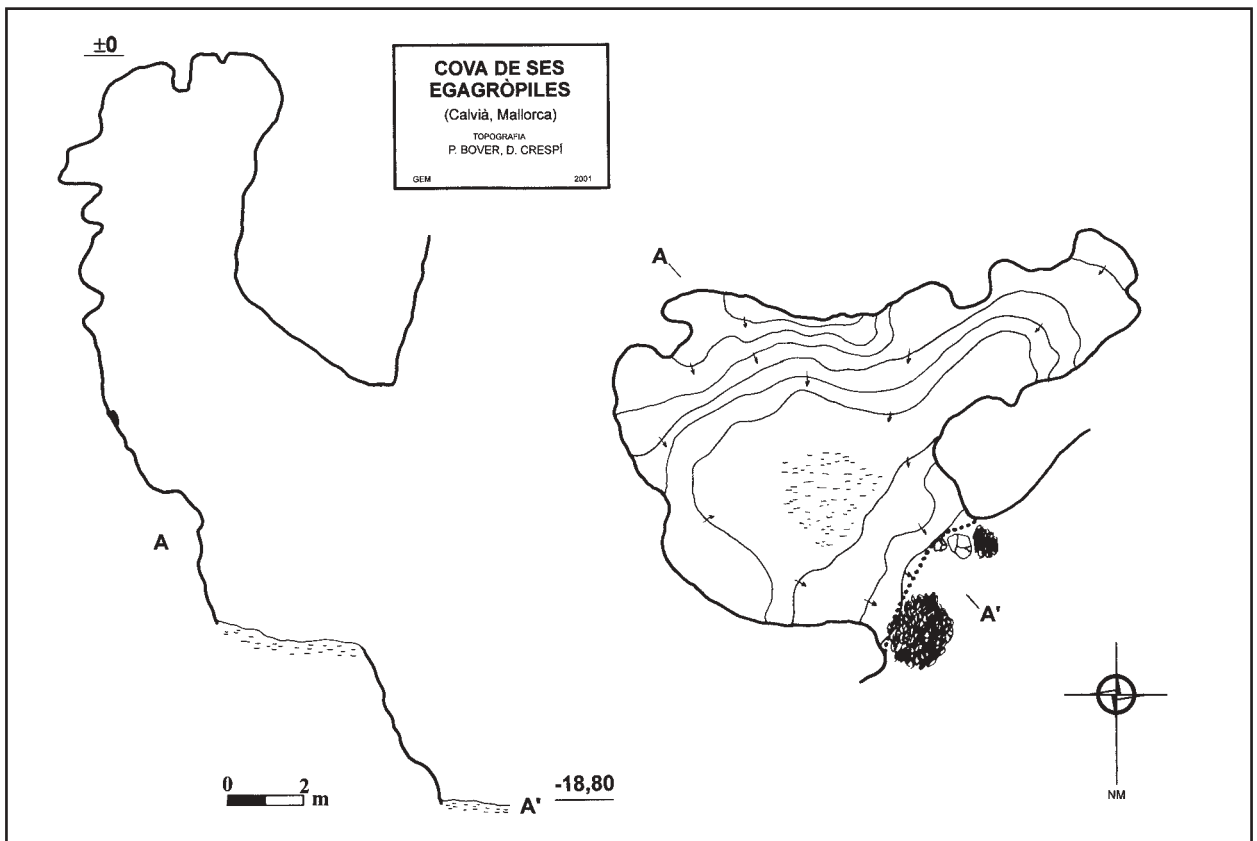 ±0
COVA DE SES
EGAGRÒPILES
(Calvià, Mallorca)
TOPOGRAFIA
P. BOVER, D. CRESPÍ
GEM 2001
A
A
A'
0 2
m
A'
-18,80
NM